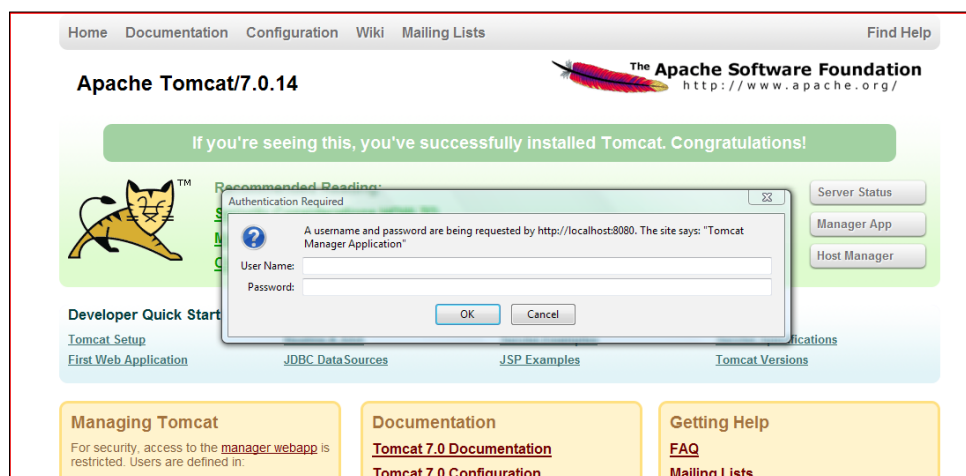 Home Documentation Configuration Wiki Mailing Lists Find Help
Apache Tomcat/7.0.14
The Apache Software Foundation
http://www.apache.org/
If you're seeing this, you've successfully installed Tomcat. Congratulations!
TM
Recommended Reading:
Server Status
Manager App
Host Manager
Authentication Required
A username and password are being requested by http://localhost:8080. The site says: "Tomcat
Manager Application"
User Name:
Password:
OK Cancel
Developer Quick Start
Tomcat Setup
First Web Application
JDBC DataSources
JSP Examples
Tomcat Versions
Managing Tomcat
For security, access to the manager webapp is
restricted. Users are defined in:
Documentation
Tomcat 7.0 Documentation
Tomcat 7.0 Configuration
Getting Help
FAQ
Mailing Lists